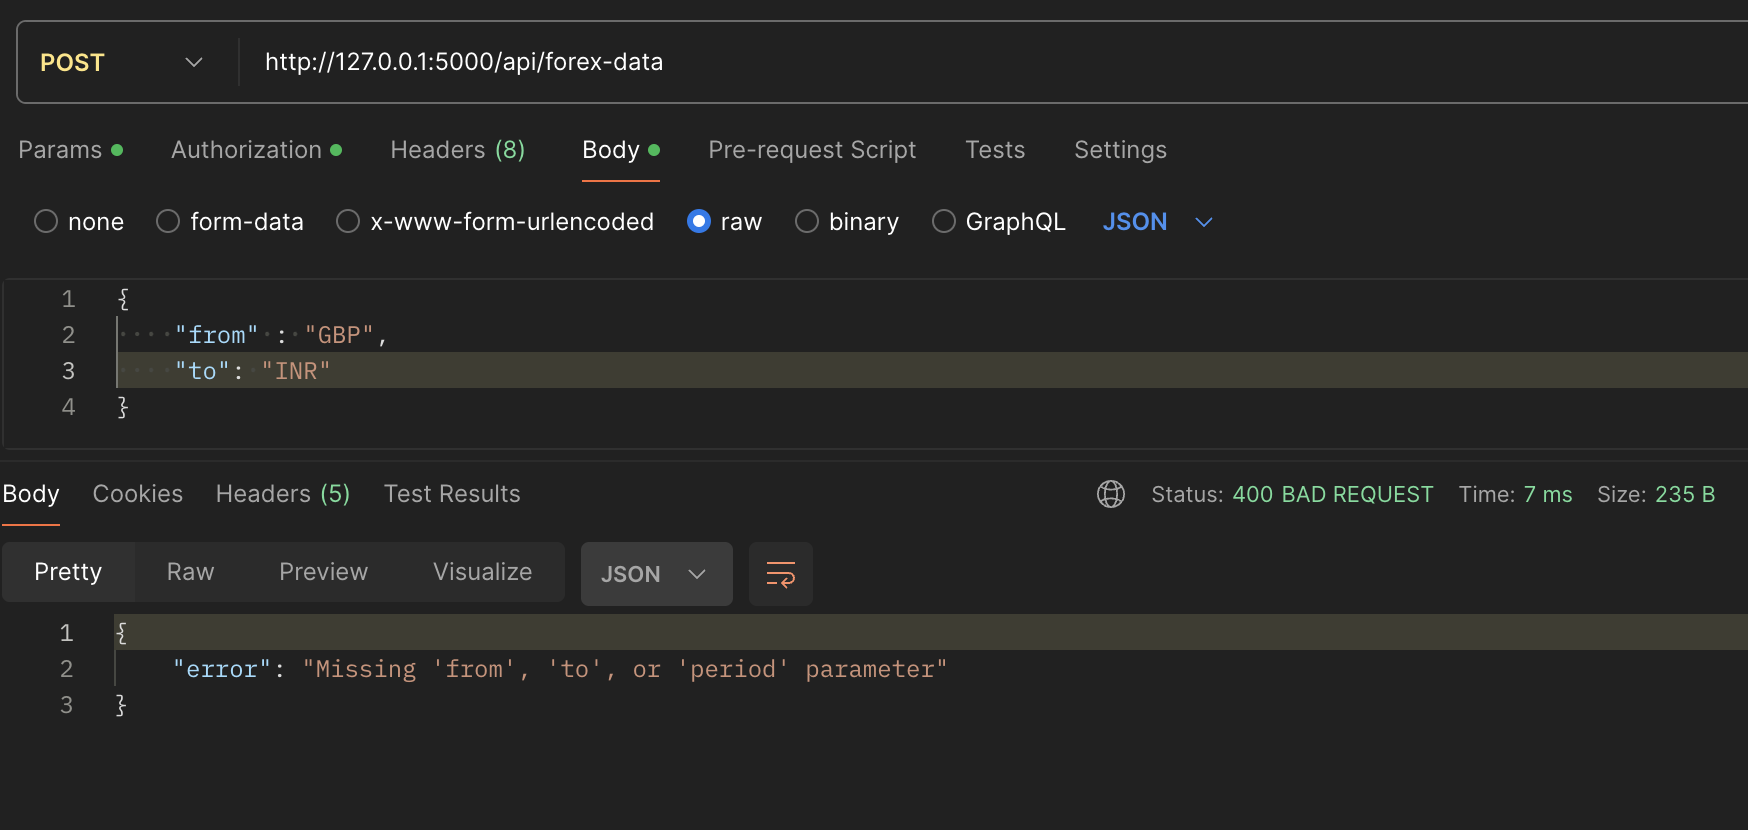 POST http://127.0.0.1:5000/api/forex-data
Params Authorization Headers (8) Body Pre-request Script Tests Settings
none form-data x-www-form-urlencoded raw binary GraphQL JSON
1 {
2 "from" : "GBP",
3 "to": "INR"
4 }
Body Cookies Headers (5) Test Results Status: 400 BAD REQUEST Time: 7 ms Size: 235 B
Pretty Raw Preview Visualize JSON
1 {
2 "error": "Missing 'from', 'to', or 'period' parameter"
3 }